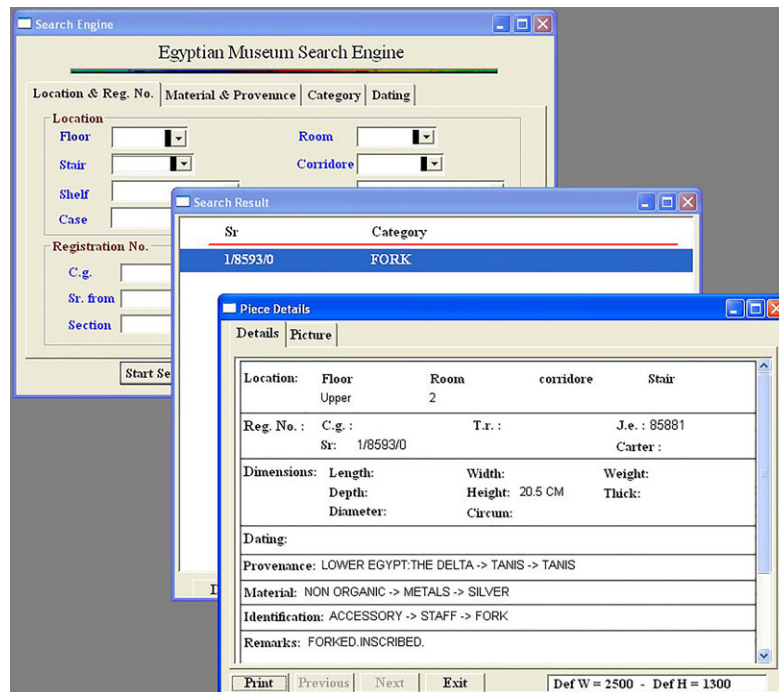 Search Engine
Egyptian Museum Search Engine
Location & Reg. No. Material & Provennce Category Dating
Location
Floor Room
Stair Corridore
Shelf
Case
Registration No.
C.g.
Sr. from
Section
Start Se
Search Result
Sr Category
1/8593/0 FORK
Piece Details
Details Picture
Location: Floor Room corridore Stair
Upper 2
Reg. No. : C.g. : T.r. : J.e. : 85881
Sr: 1/8593/0 Carter :
Dimensions: Length: Width: Weight:
Depth: Height: 20.5 CM Thick:
Diameter: Circum:
Dating:
Provenance: LOWER EGYPT:THE DELTA -> TANIS -> TANIS
Material: NON ORGANIC -> METALS -> SILVER
Identification: ACCESSORY -> STAFF -> FORK
Remarks: FORKED.INSCRIBED.
Print Previous Next Exit Def W = 2500 - Def H = 1300